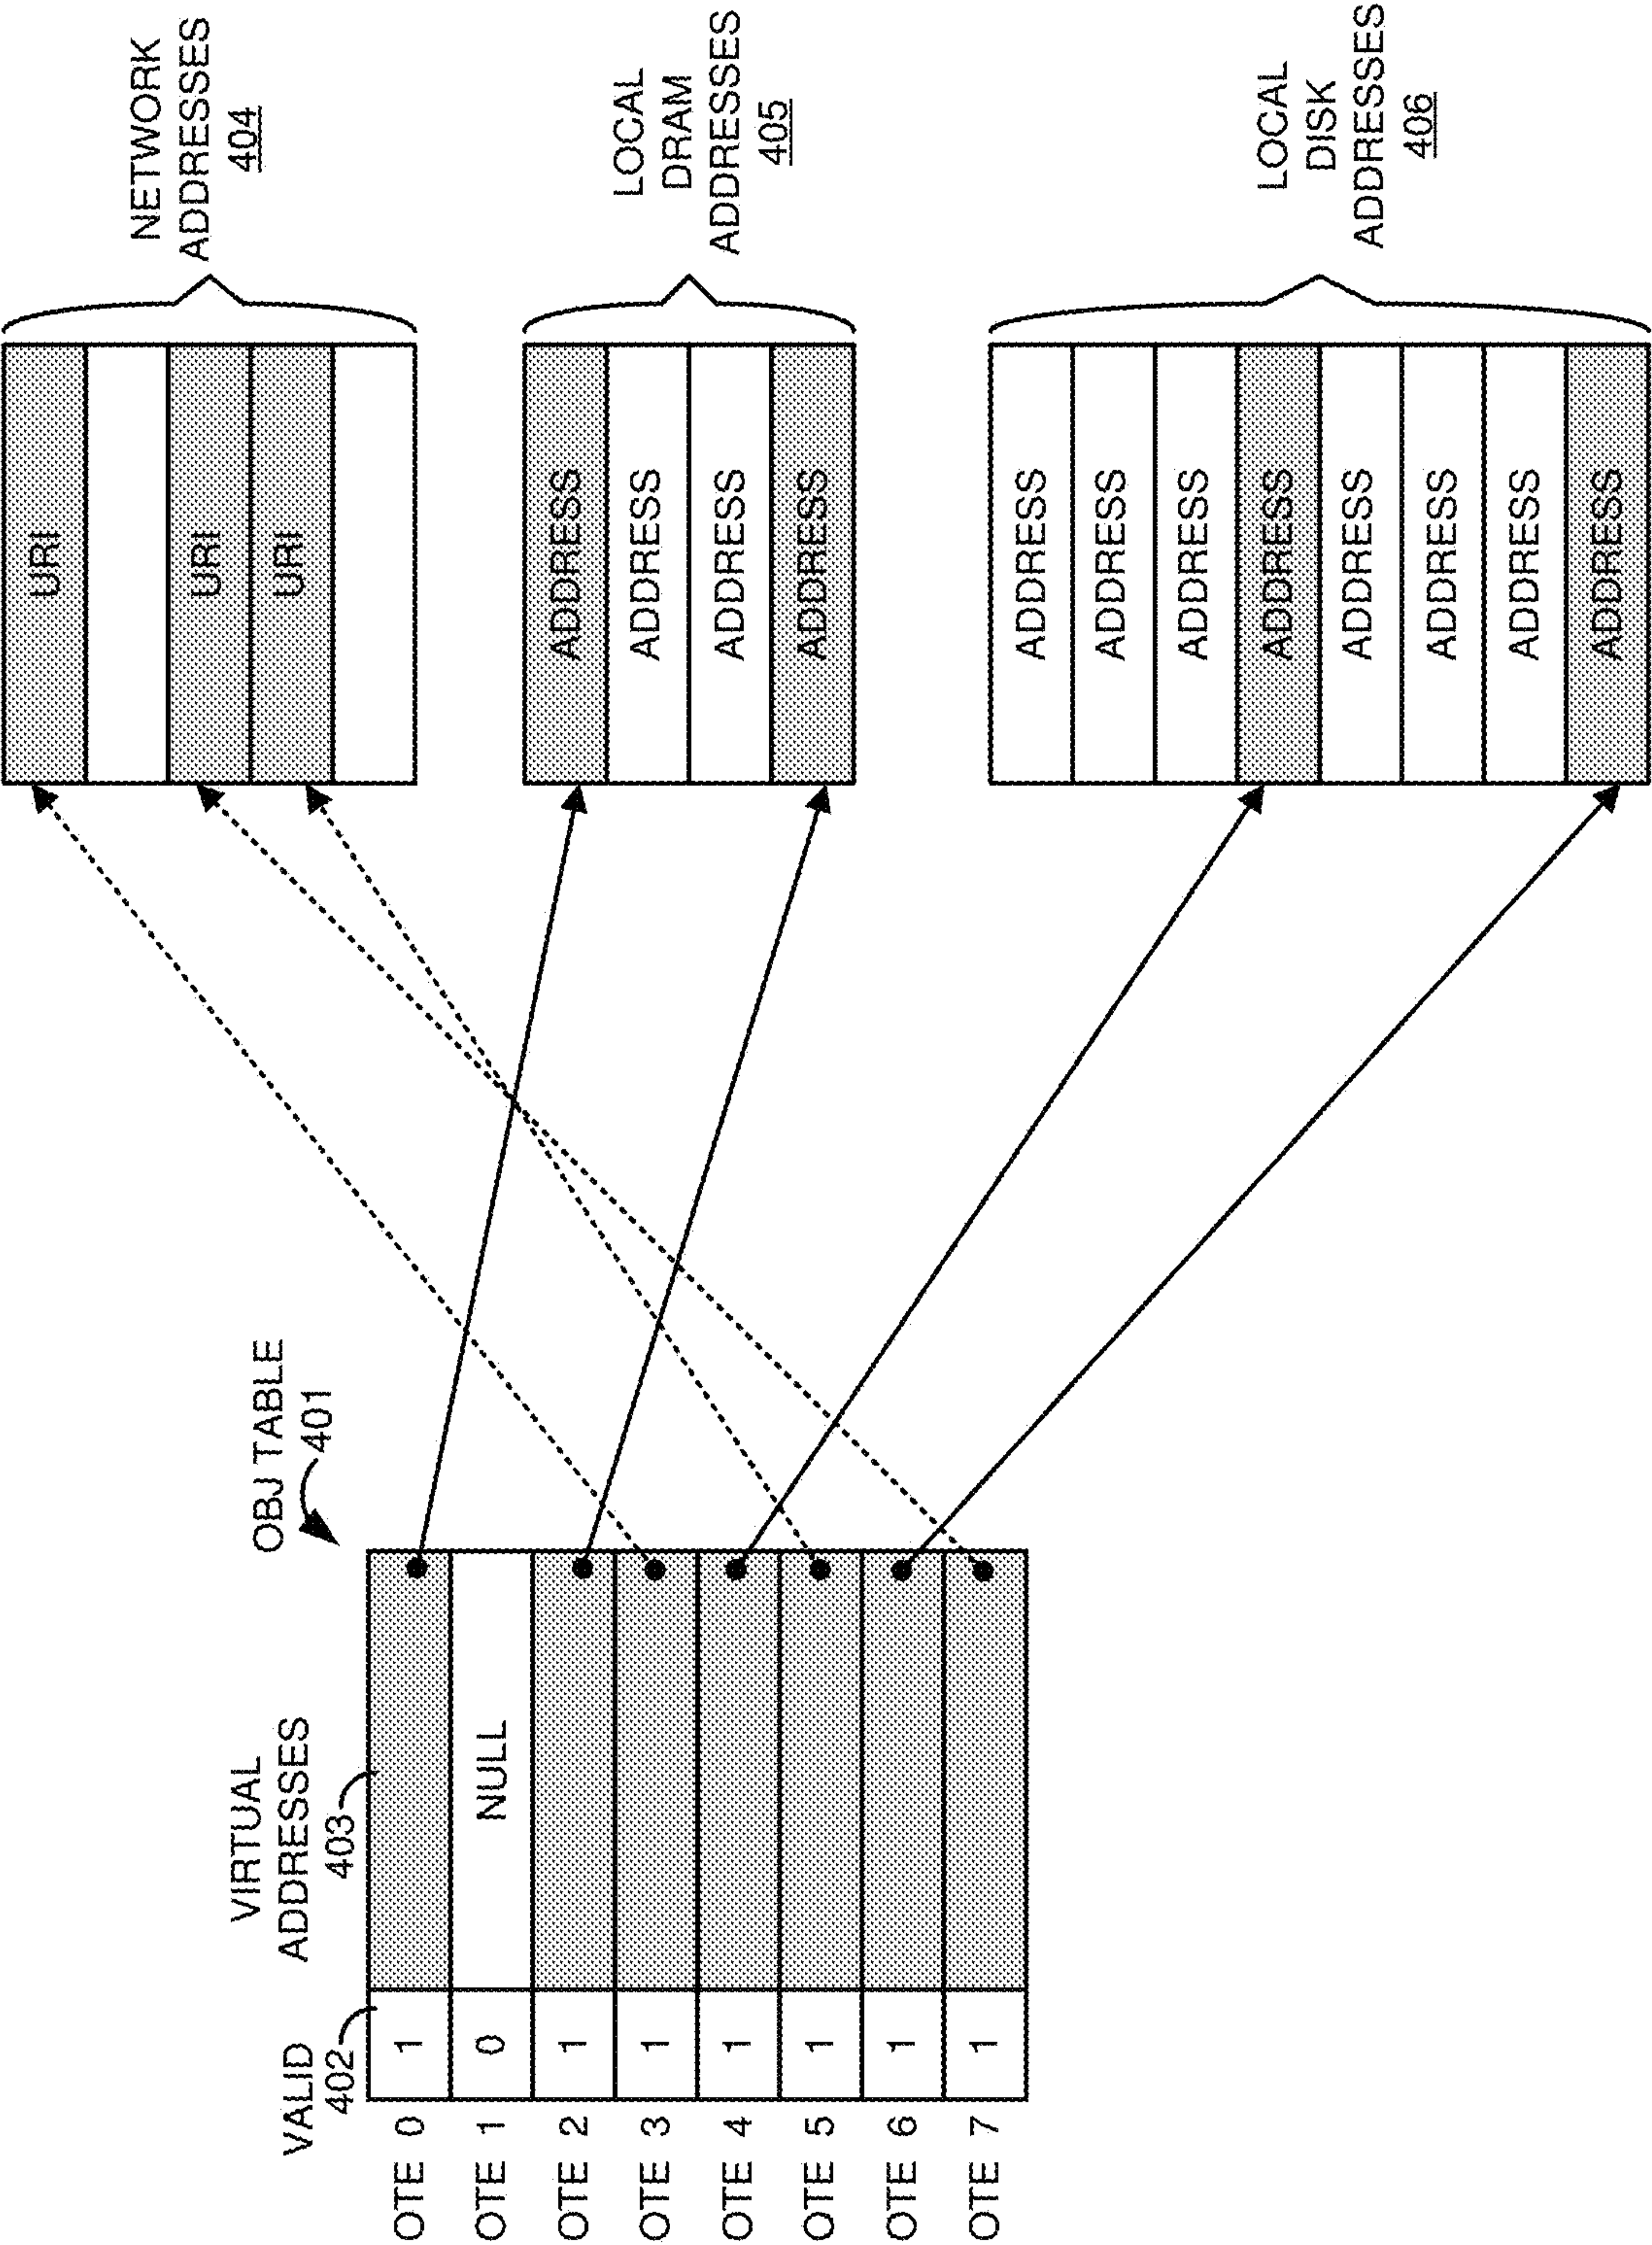 OBJ TABLE
401
VIRTUAL
ADDRESSES
403
VALID
402
OTE 0 1
OTE 1 0 NULL
OTE 2 1
OTE 3 1
OTE 4 1
OTE 5 1
OTE 6 1
OTE 7 1
URI
URI
URI
NETWORK
ADDRESSES
404
ADDRESS
ADDRESS
ADDRESS
ADDRESS
LOCAL
DRAM
ADDRESSES
405
ADDRESS
ADDRESS
ADDRESS
ADDRESS
ADDRESS
ADDRESS
ADDRESS
ADDRESS
LOCAL
DISK
ADDRESSES
406